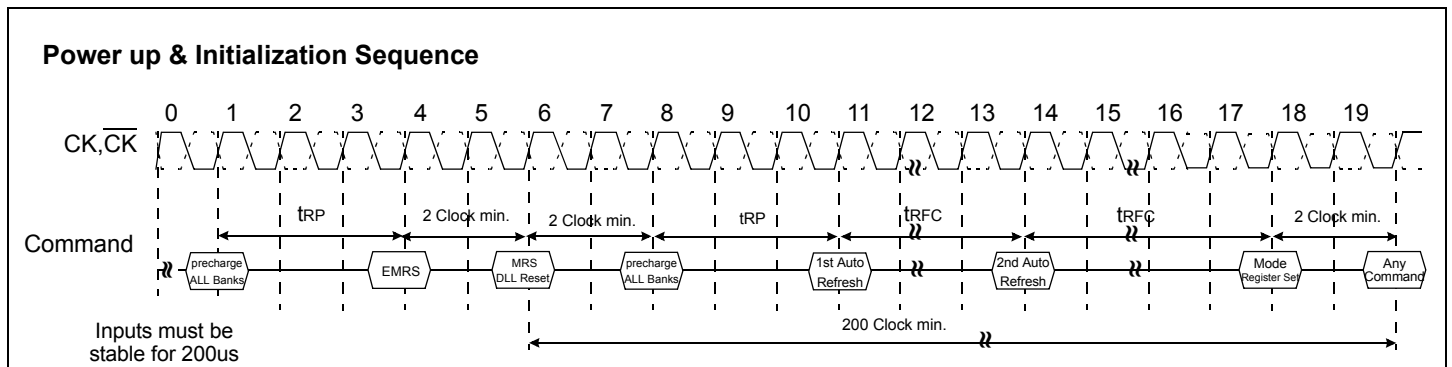 Power up & Initialization Sequence
0 1 2 3 4 5 6 7 8 9 10 11 12 13 14 15 16 17 18 19
CK,CK
tRP 2 Clock min. 2 Clock min. tRP tRFC tRFC 2 Clock min.
Command
precharge
ALL Banks
EMRS
MRS
DLL Reset
precharge
ALL Banks
1st Auto
Refresh
2nd Auto
Refresh
Mode
Register Set
Any
Command
200 Clock min.
Inputs must be
stable for 200us